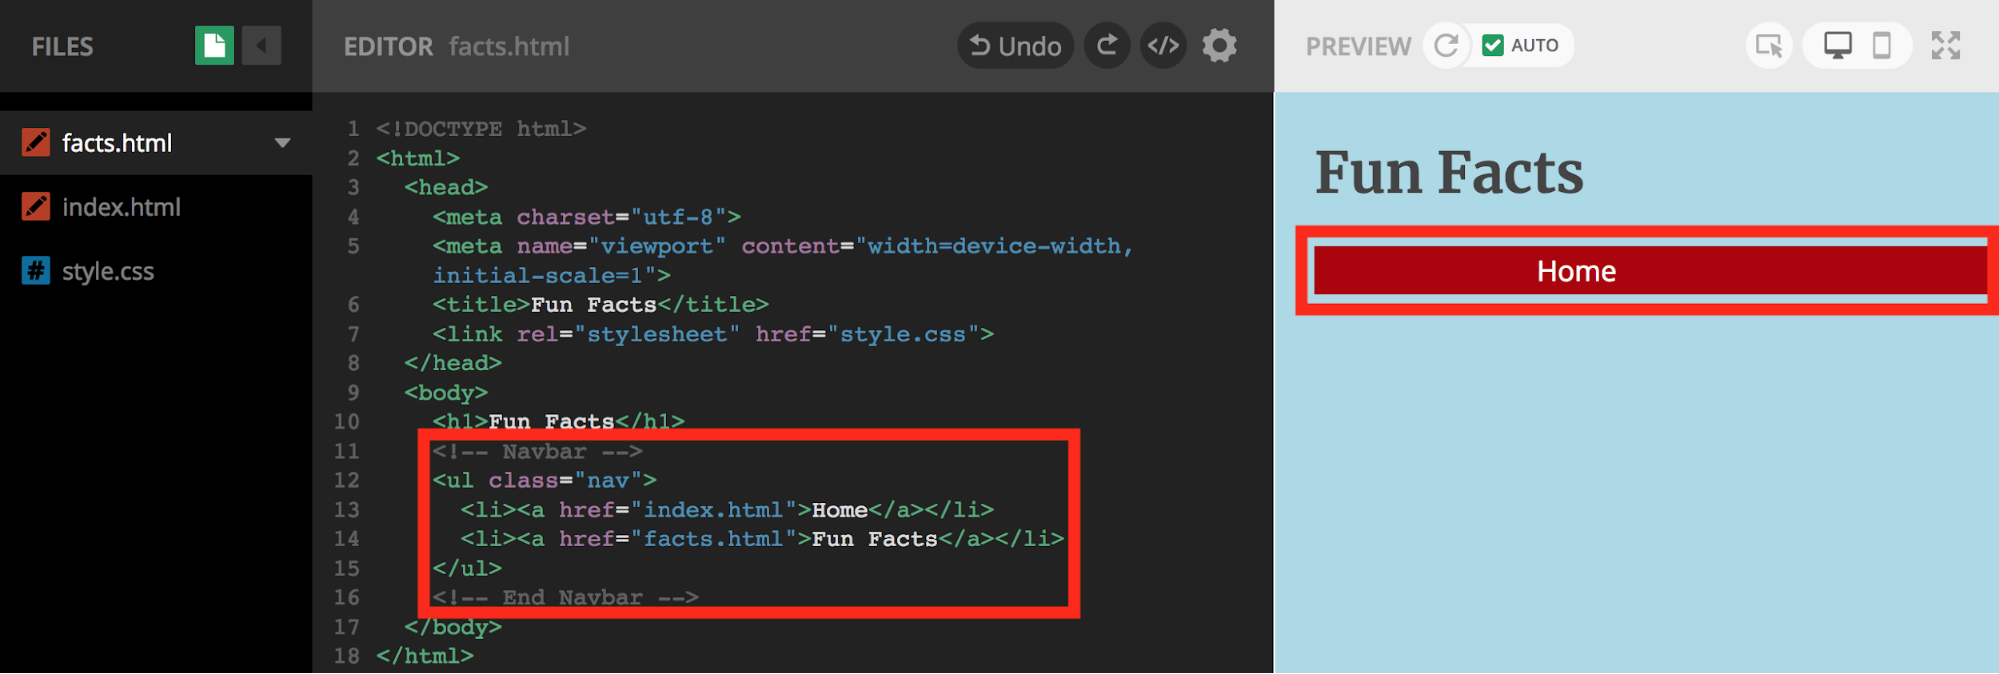 FILES
facts.html
index.html
# style.css
EDITOR facts.html
Undo
</>
1 <!DOCTYPE html>
2 <html>
3 <head>
4 <meta charset="utf-8">
5 <meta name="viewport" content="width=device-width,
initial-scale=1">
6 <title>Fun Facts</title>
7 <link rel="stylesheet" href="style.css">
8 </head>
9 <body>
10 <h1>Fun Facts</h1>
11 <!-- Navbar -->
12 <ul class="nav">
13 <li><a href="index.html">Home</a></li>
14 <li><a href="facts.html">Fun Facts</a></li>
15 </ul>
16 <!-- End Navbar -->
17 </body>
18 </html>
PREVIEW
AUTO
Fun Facts
Home